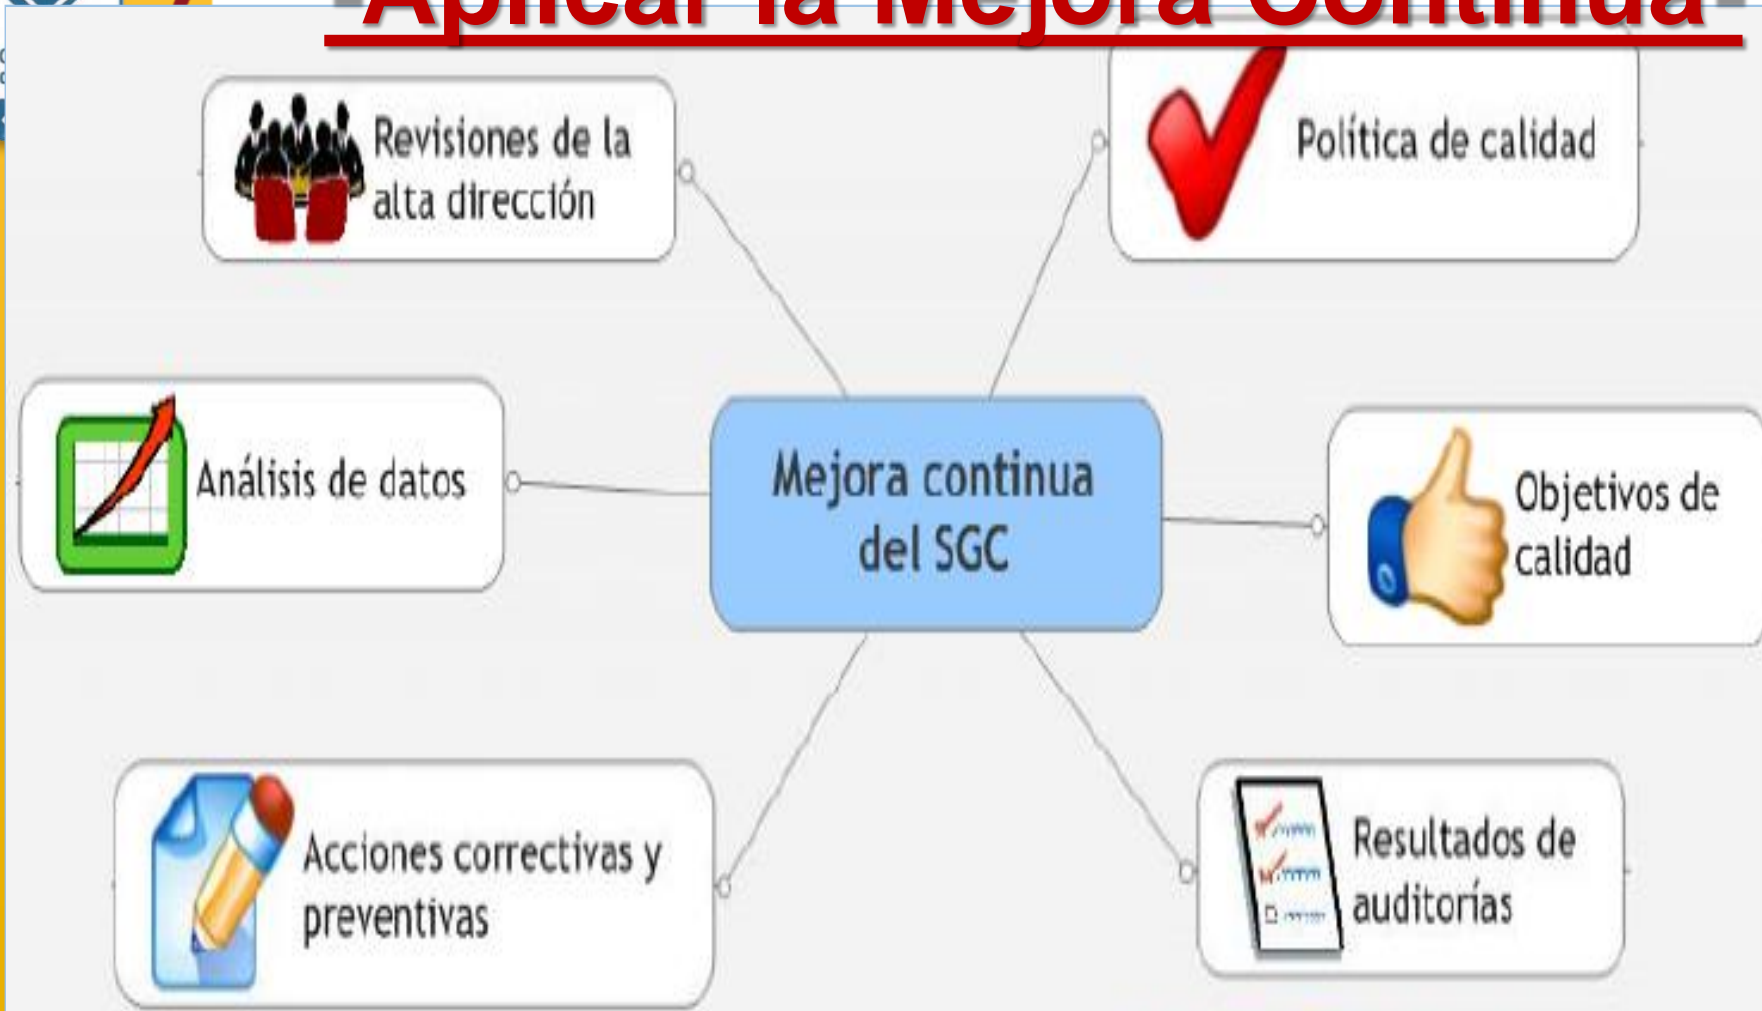 Aplicar la Mejora Continua
Revisiones de la
alta dirección
Política de calidad
Análisis de datos
Mejora continua
del SGC
Objetivos de
calidad
Acciones correctivas y
preventivas
Resultados de
auditorías